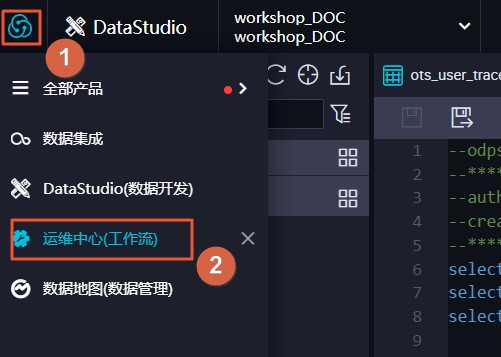 DataStudio
workshop_DOC
workshop_DOC
1
全部产品
数据集成
DataStudio(数据开发)
运维中心(工作流)
2
数据地图(数据管理)
ots_user_trace
1 --odps
2 --****
3 --auth
4 --crea
5 --****
6 select
7 select
8 select
9